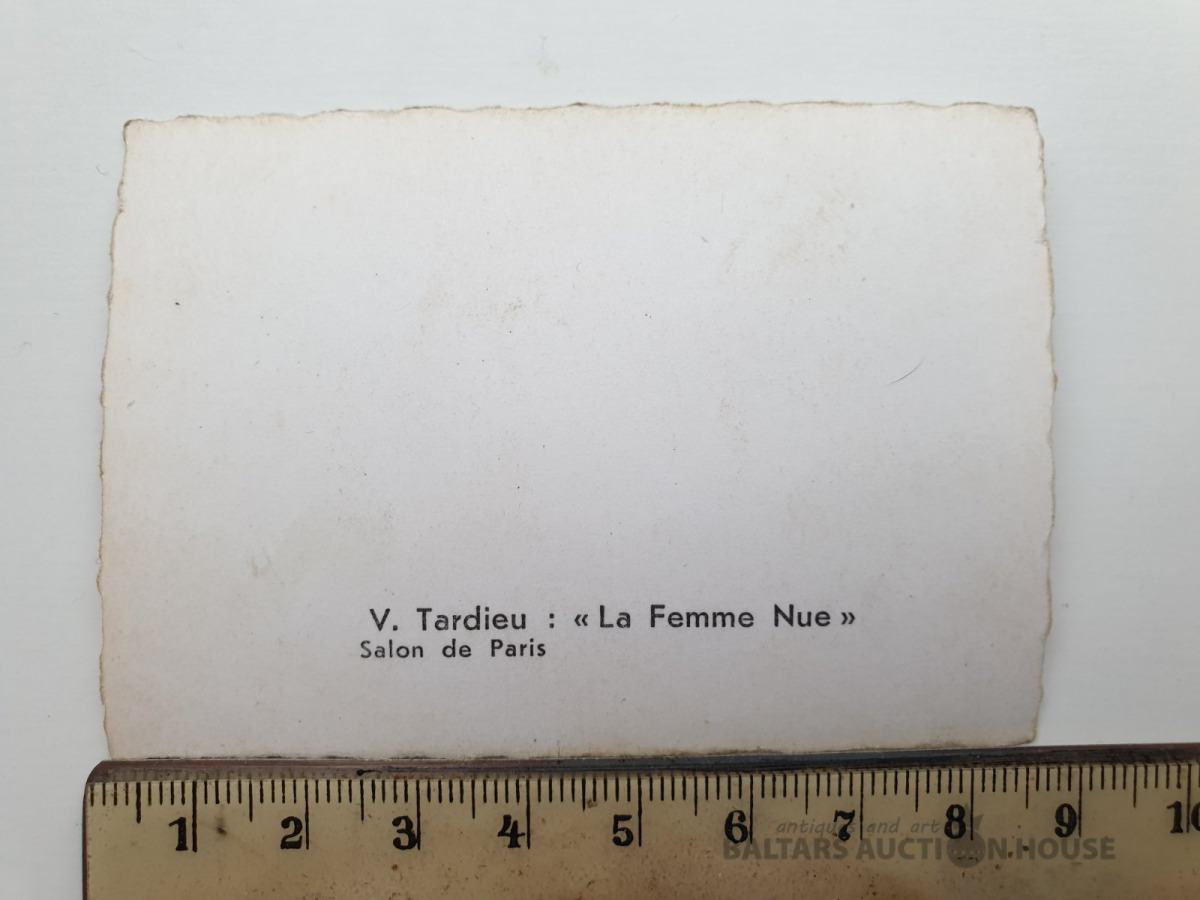 V. Tardieu : « La Femme Nue »
Salon de Paris
1 2 3 4 5 6 7 8 9 10
antiques and art
BALTARS AUCTION HOUSE